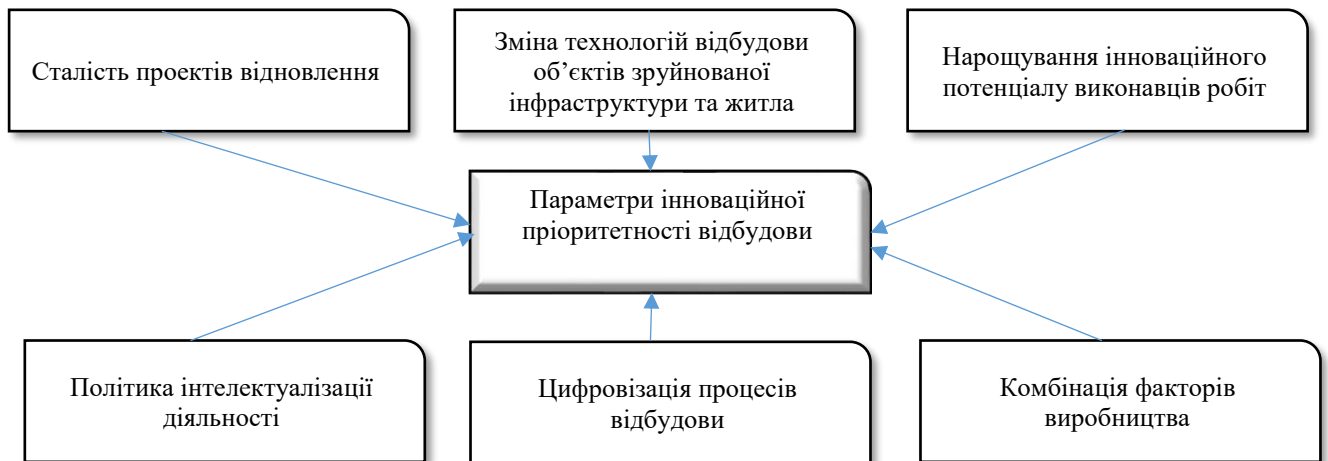 Сталість проектів відновлення
Зміна технологій відбудови
об’єктів зруйнованої
інфраструктури та житла
Нарощування інноваційного
потенціалу виконавців робіт
Параметри інноваційної
пріоритетності відбудови
Політика інтелектуалізації
діяльності
Цифровізація процесів
відбудови
Комбінація факторів
виробництва